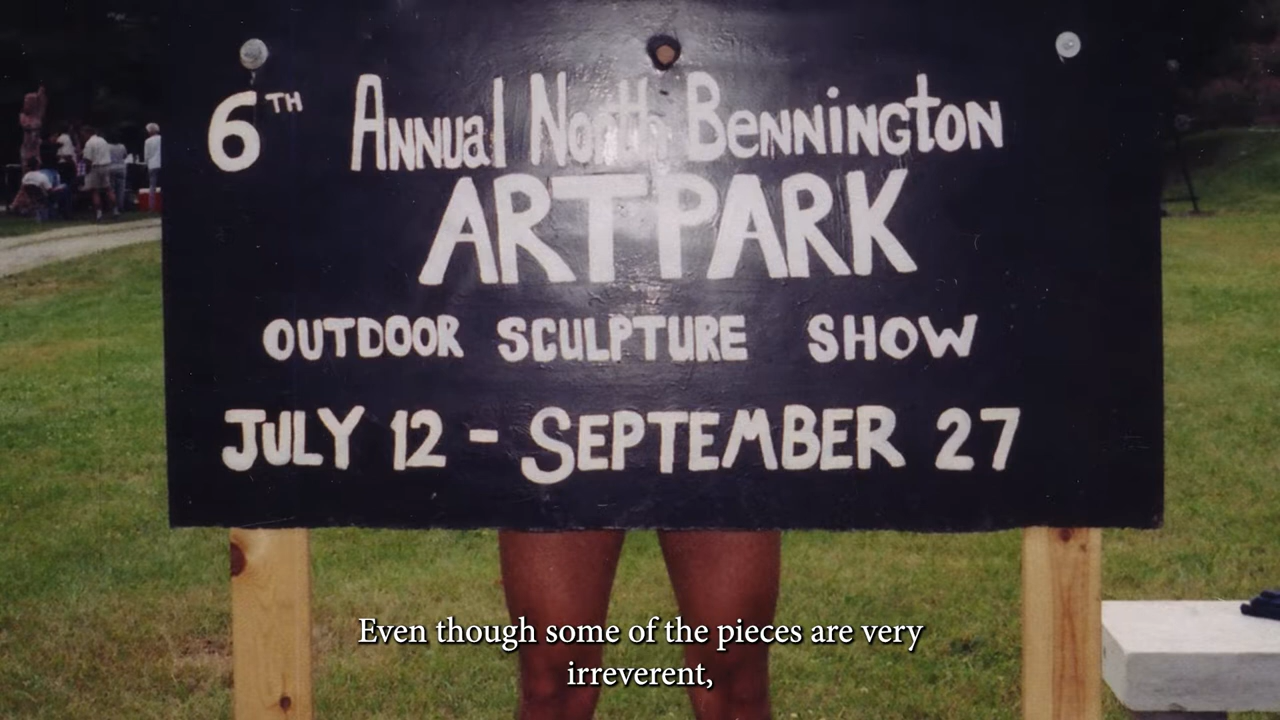 6TH Annual North Bennington
ARTPARK
OUTDOOR SCULPTURE SHOW
JULY 12 - SEPTEMBER 27
Even though some of the pieces are very
irreverent,